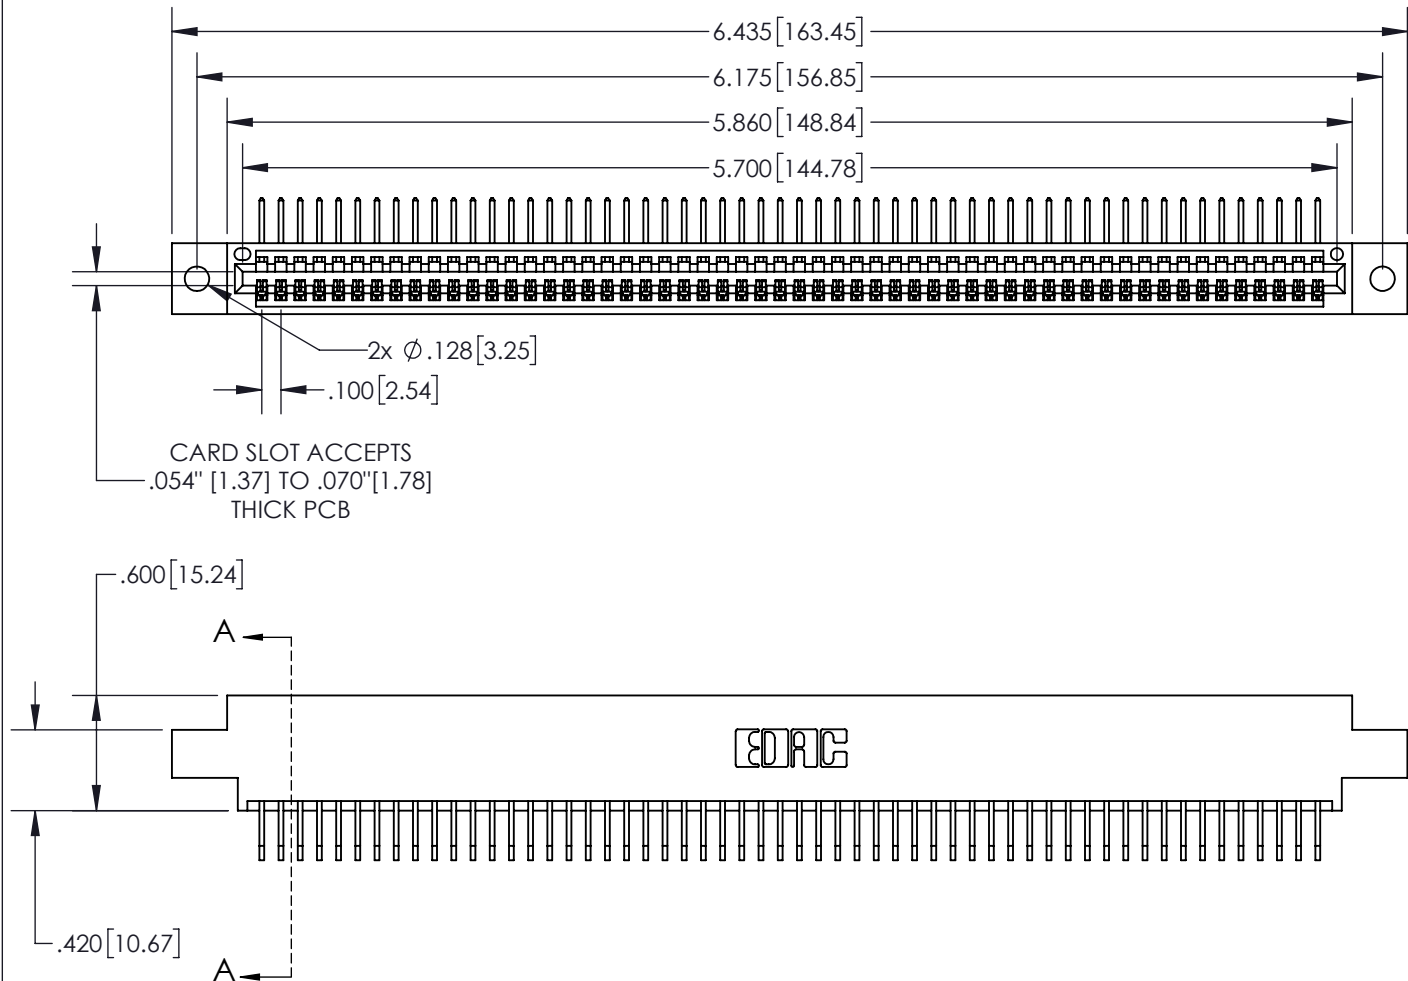 6.435[163.45]
6.175[156.85]
5.860[148.84]
5.700[144.78]
2x Ø.128[3.25]
.100[2.54]
CARD SLOT ACCEPTS
.054" [1.37] TO .070"[1.78]
THICK PCB
.600[15.24]
A
EDAC
.420[10.67]
A